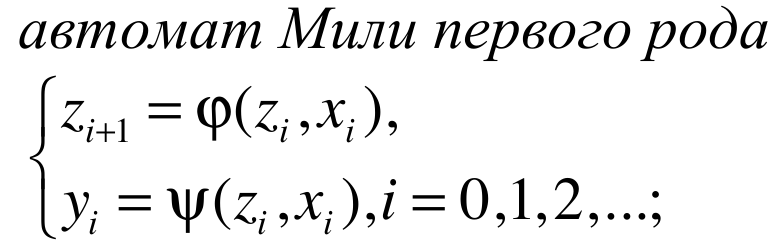 автомат Мили первого рода
z_{i+1} = φ(z_i, x_i),
y_i = ψ(z_i, x_i), i = 0,1,2,...;